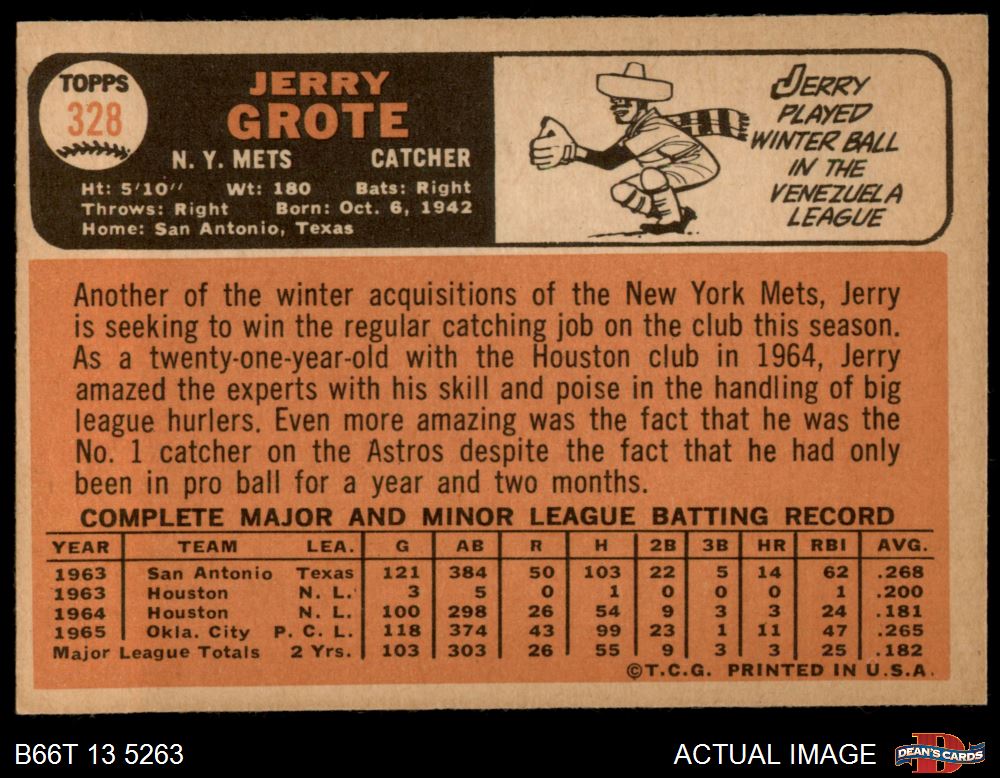 TOPPS
328
JERRY
GROTE
N. Y. METS CATCHER
Ht: 5'10" Wt: 180 Bats: Right
Throws: Right Born: Oct. 6, 1942
Home: San Antonio, Texas
JERRY
PLAYED
WINTER BALL
IN THE
VENEZUELA
LEAGUE
Another of the winter acquisitions of the New York Mets, Jerry
is seeking to win the regular catching job on the club this season.
As a twenty-one-year-old with the Houston club in 1964, Jerry
amazed the experts with his skill and poise in the handling of big
league hurlers. Even more amazing was the fact that he was the
No. 1 catcher on the Astros despite the fact that he had only
been in pro ball for a year and two months.
COMPLETE MAJOR AND MINOR LEAGUE BATTING RECORD
YEAR TEAM LEA. G AB R H 2B 3B HR RBI AVG.
1963 San Antonio Texas 121 384 50 103 22 5 14 62 .268
1963 Houston N. L. 3 5 0 1 0 0 0 1 .200
1964 Houston N. L. 100 298 26 54 9 3 3 24 .181
1965 Okla. City P. C. L. 118 374 43 99 23 1 11 47 .265
Major League Totals 2 Yrs. 103 303 26 55 9 3 3 25 .182
©T.C.G. PRINTED IN U.S.A.
B66T 13 5263 ACTUAL IMAGE
DEAN'S CARDS